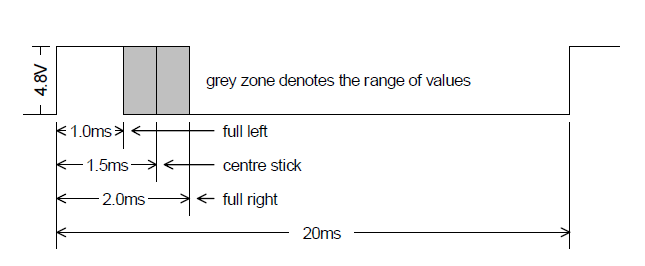 4.8V
grey zone denotes the range of values
1.0ms
full left
1.5ms
centre stick
2.0ms
full right
20ms